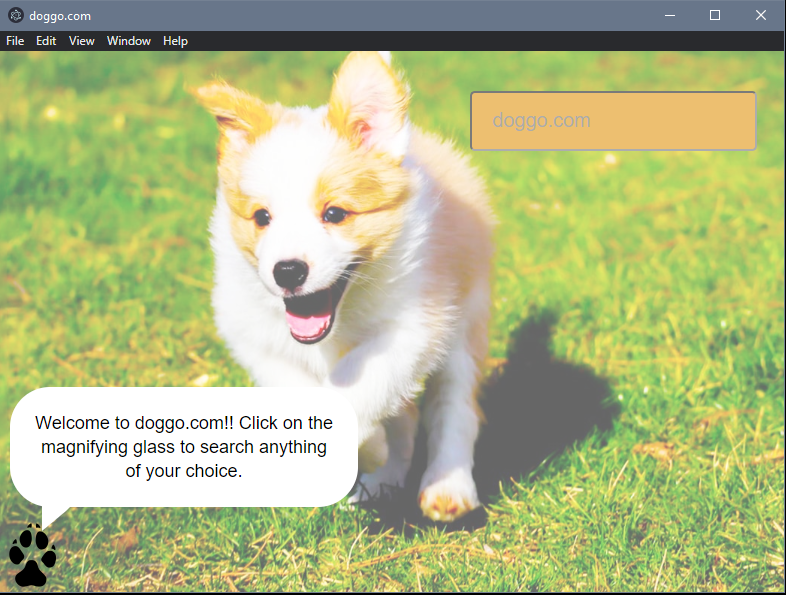 doggo.com
File Edit View Window Help
doggo.com
Welcome to doggo.com!! Click on the
magnifying glass to search anything
of your choice.